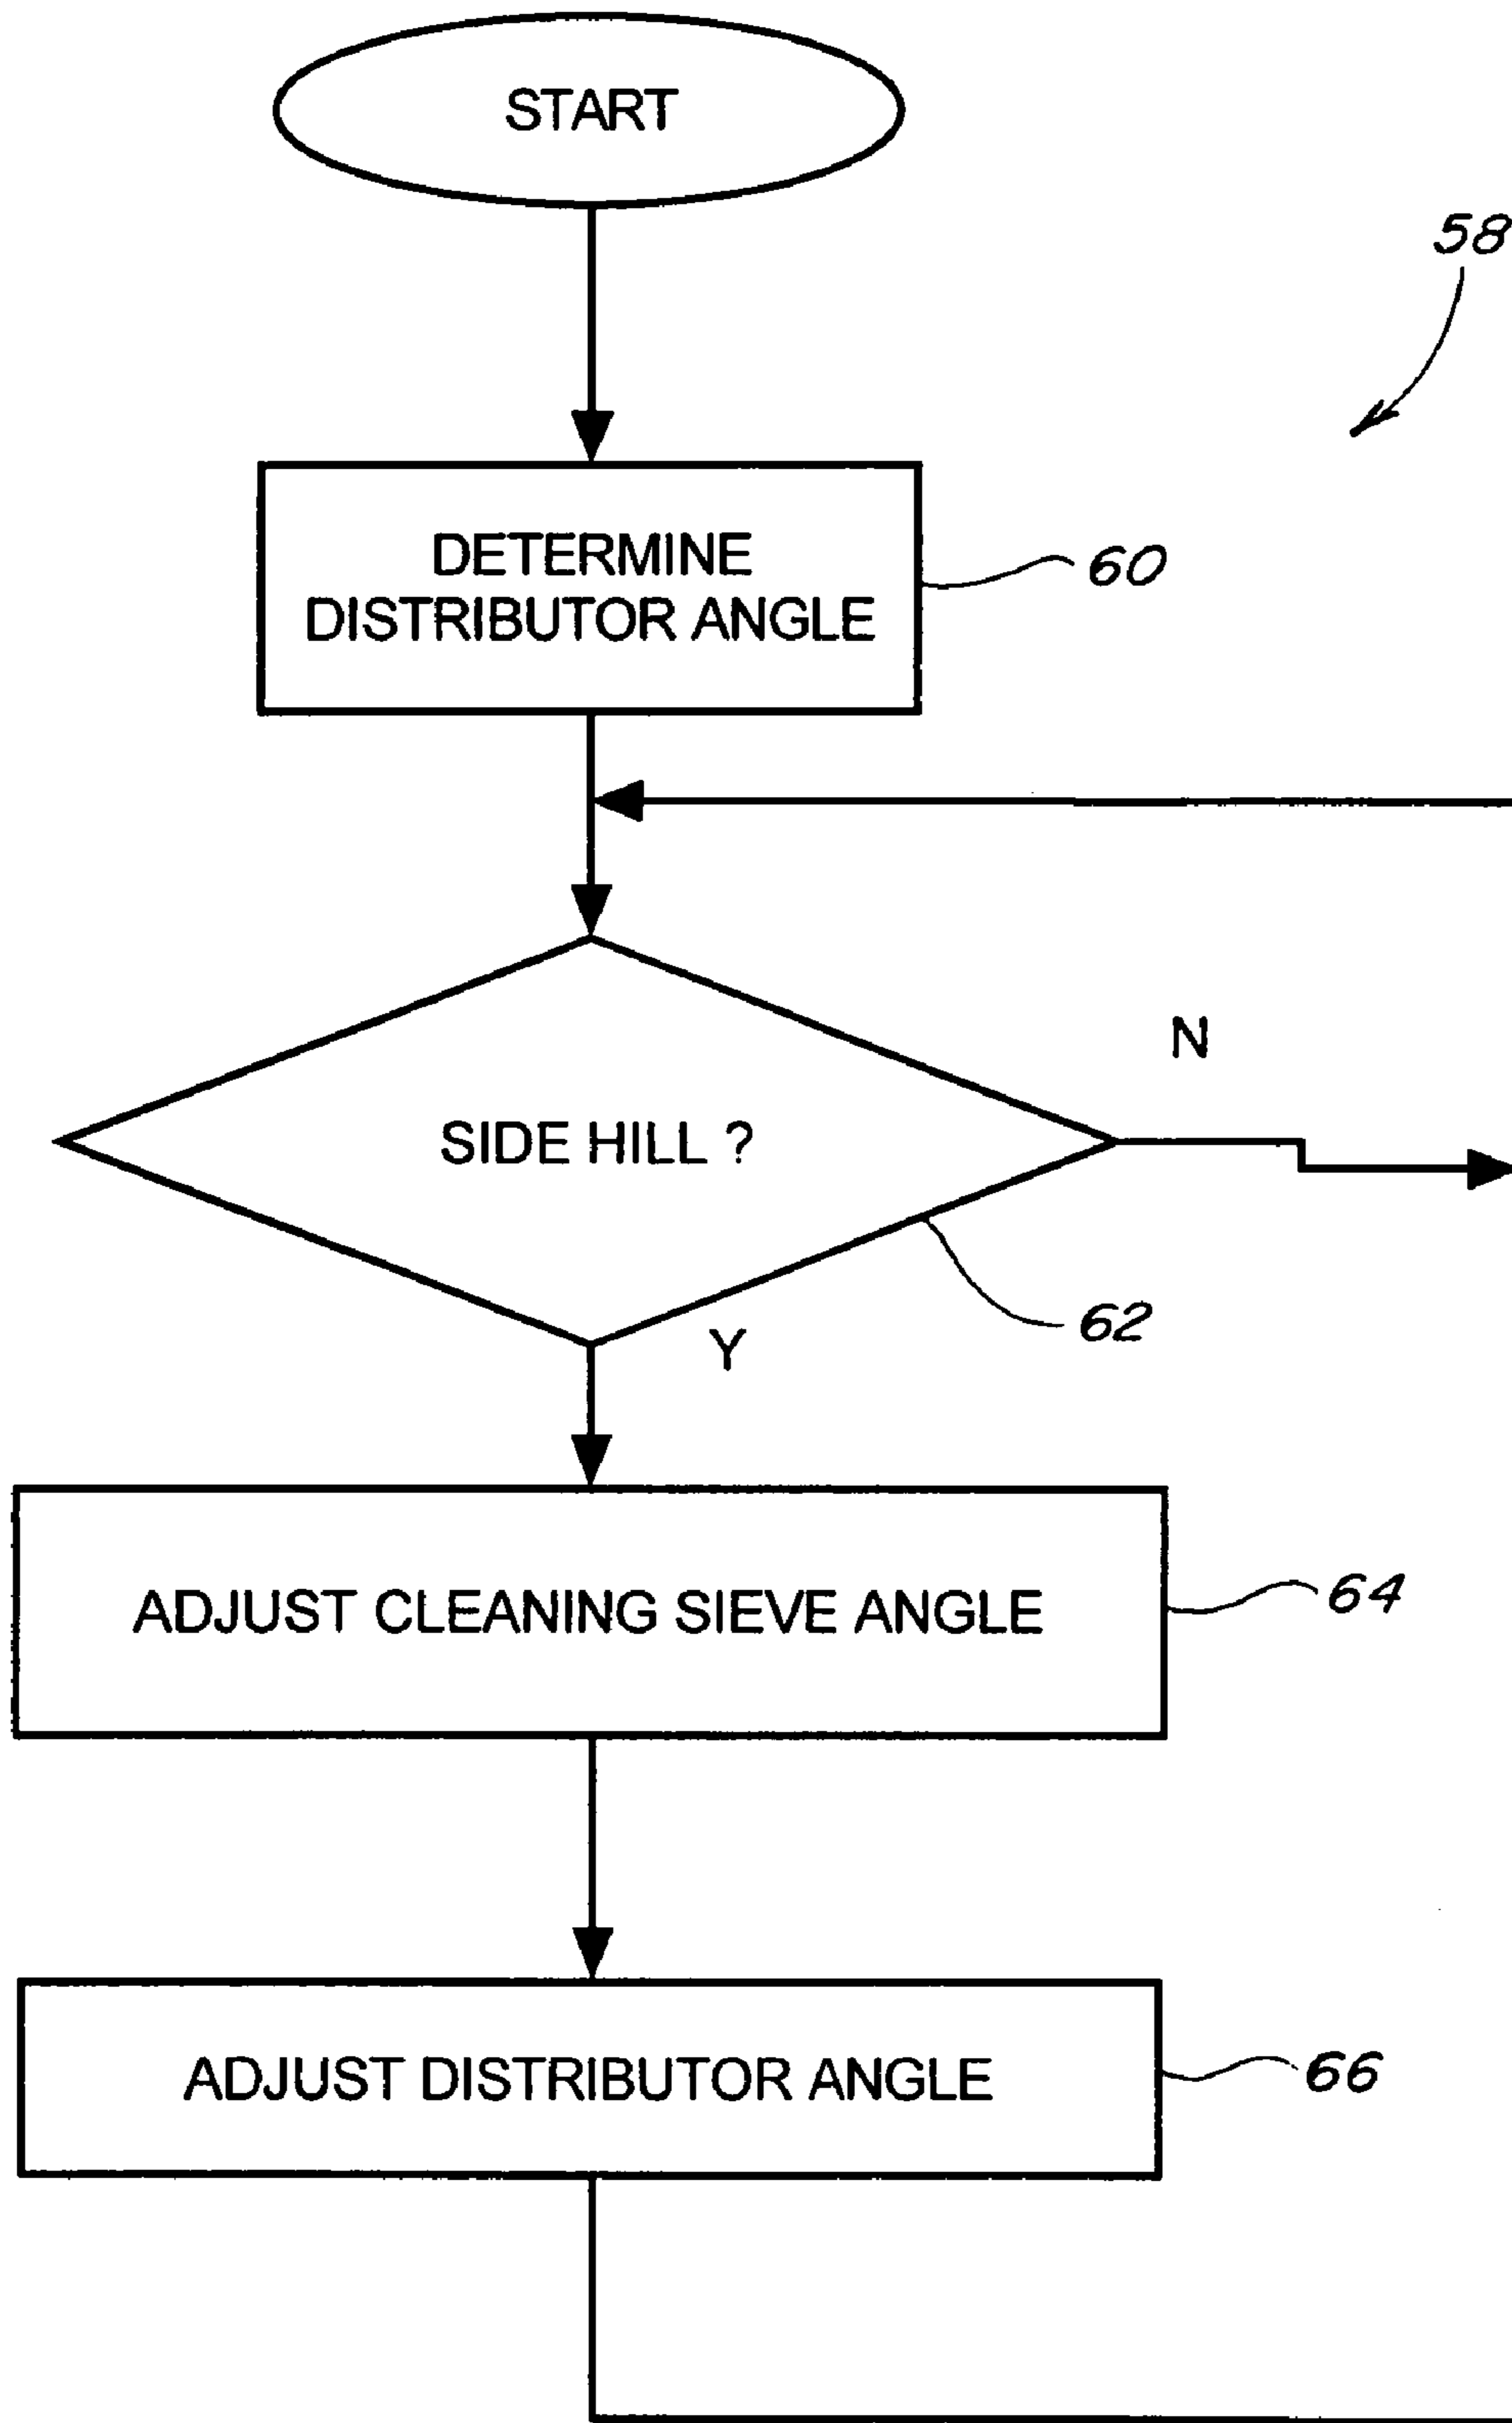 START
58
DETERMINE
DISTRIBUTOR ANGLE
60
N
SIDE HILL ?
62
Y
ADJUST CLEANING SIEVE ANGLE
64
ADJUST DISTRIBUTOR ANGLE
66